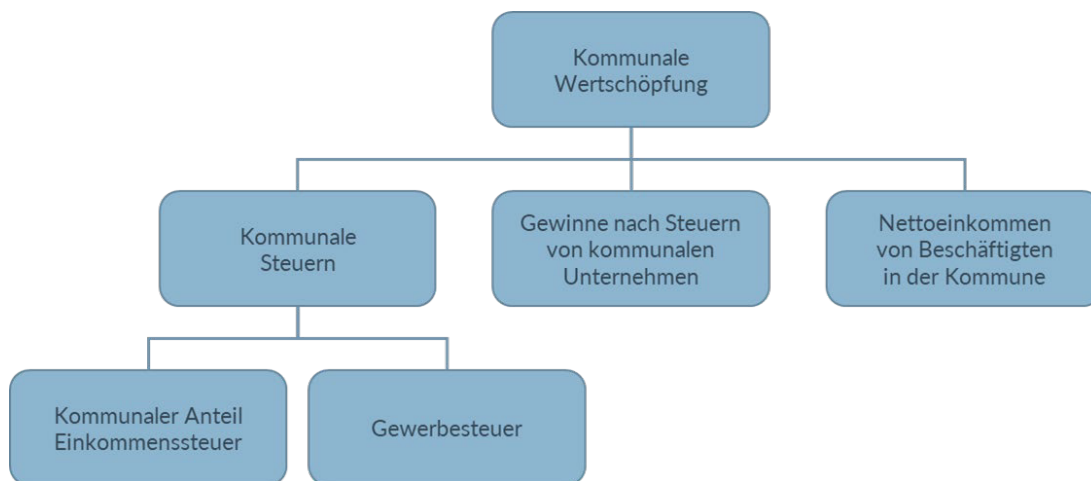 Kommunale
Wertschöpfung
Kommunale
Steuern
Gewinne nach Steuern
von kommunalen
Unternehmen
Nettoeinkommen
von Beschäftigten
in der Kommune
Kommunaler Anteil
Einkommenssteuer
Gewerbesteuer